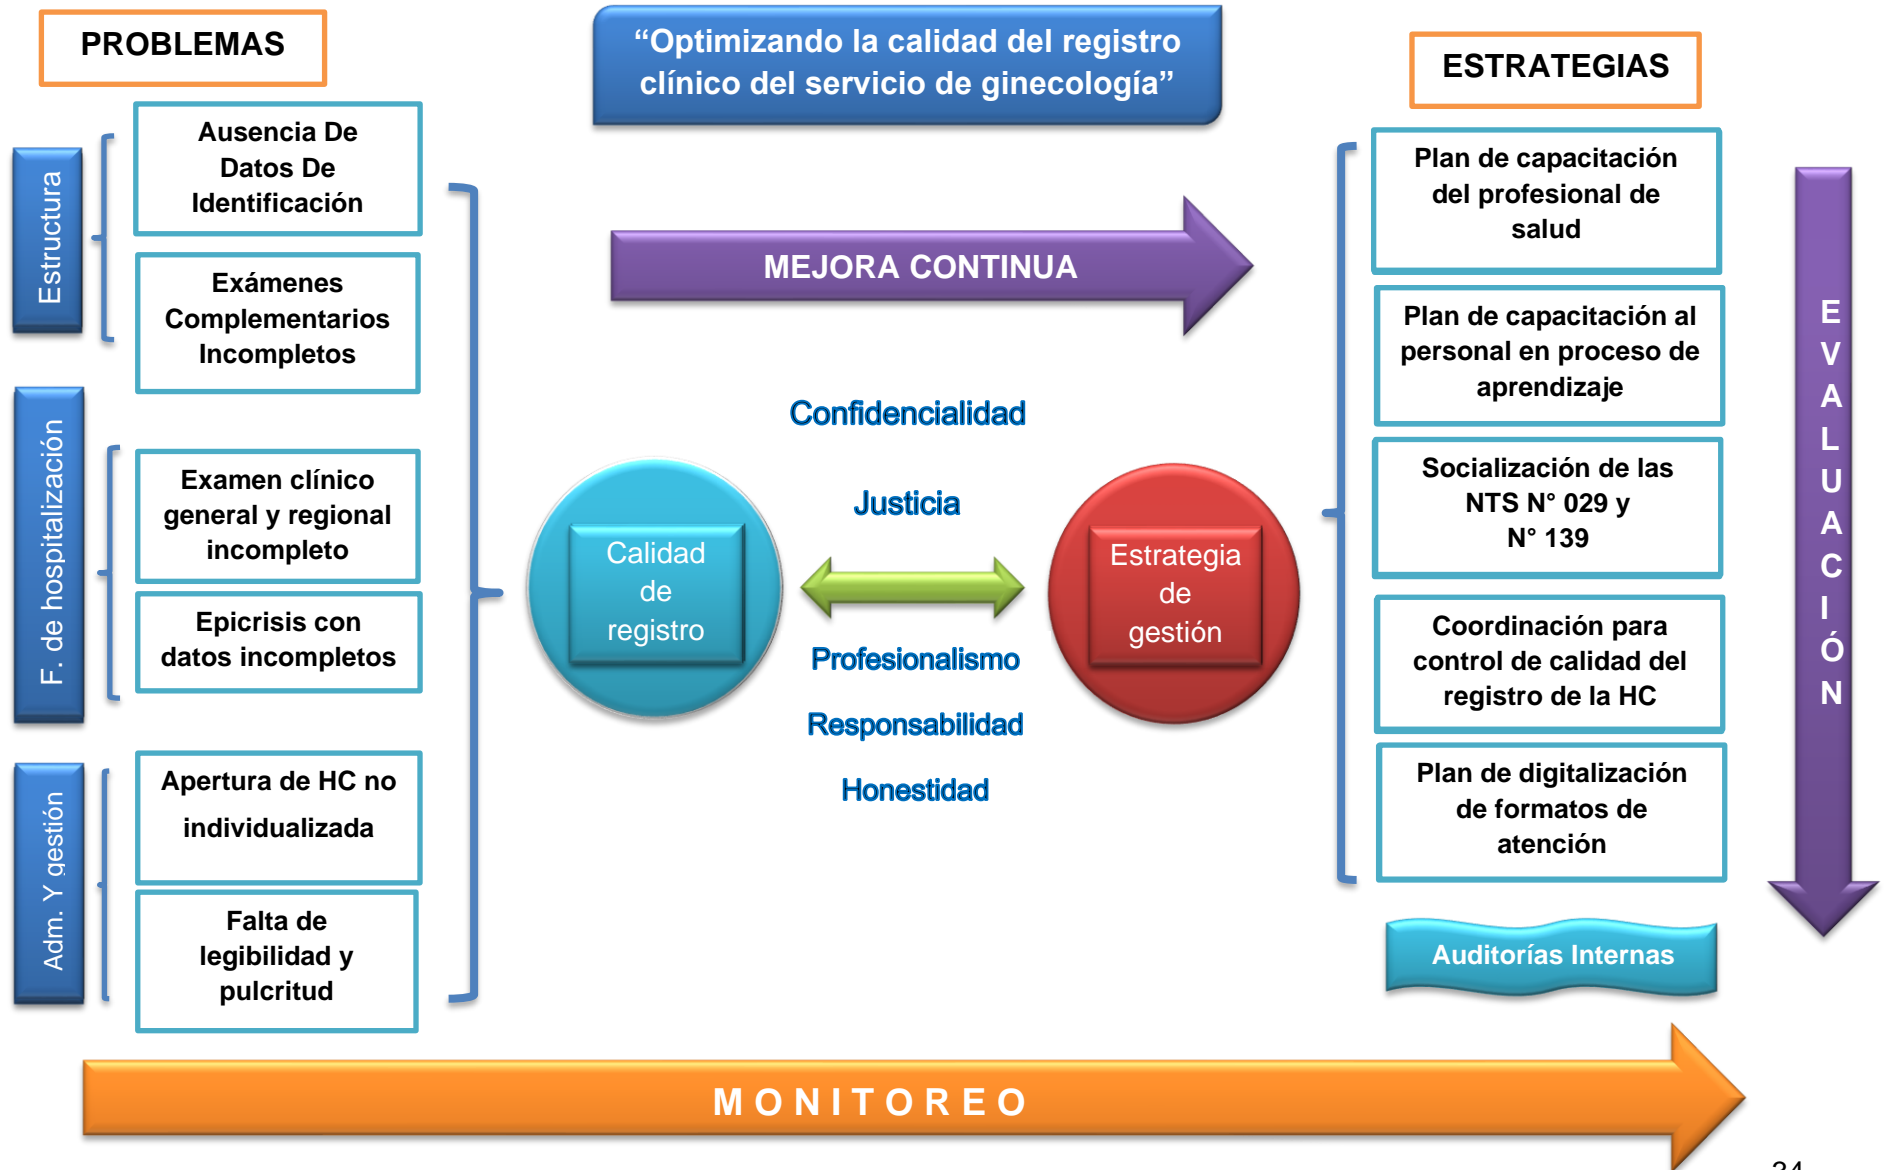 PROBLEMAS
“Optimizando la calidad del registro
clínico del servicio de ginecología”
ESTRATEGIAS
Estructura
Ausencia De
Datos De
Identificación
Exámenes
Complementarios
Incompletos
F. de hospitalización
Examen clínico
general y regional
incompleto
Epicrisis con
datos incompletos
Adm. Y gestión
Apertura de HC no
individualizada
Falta de
legibilidad y
pulcritud
MEJORA CONTINUA
Confidencialidad
Justicia
Calidad
de
registro
Estrategia
de
gestión
Profesionalismo
Responsabilidad
Honestidad
Plan de capacitación
del profesional de
salud
Plan de capacitación al
personal en proceso de
aprendizaje
Socialización de las
NTS N° 029 y
N° 139
Coordinación para
control de calidad del
registro de la HC
Plan de digitalización
de formatos de
atención
Auditorías Internas
E
V
A
L
U
A
C
I
Ó
N
M O N I T O R E O